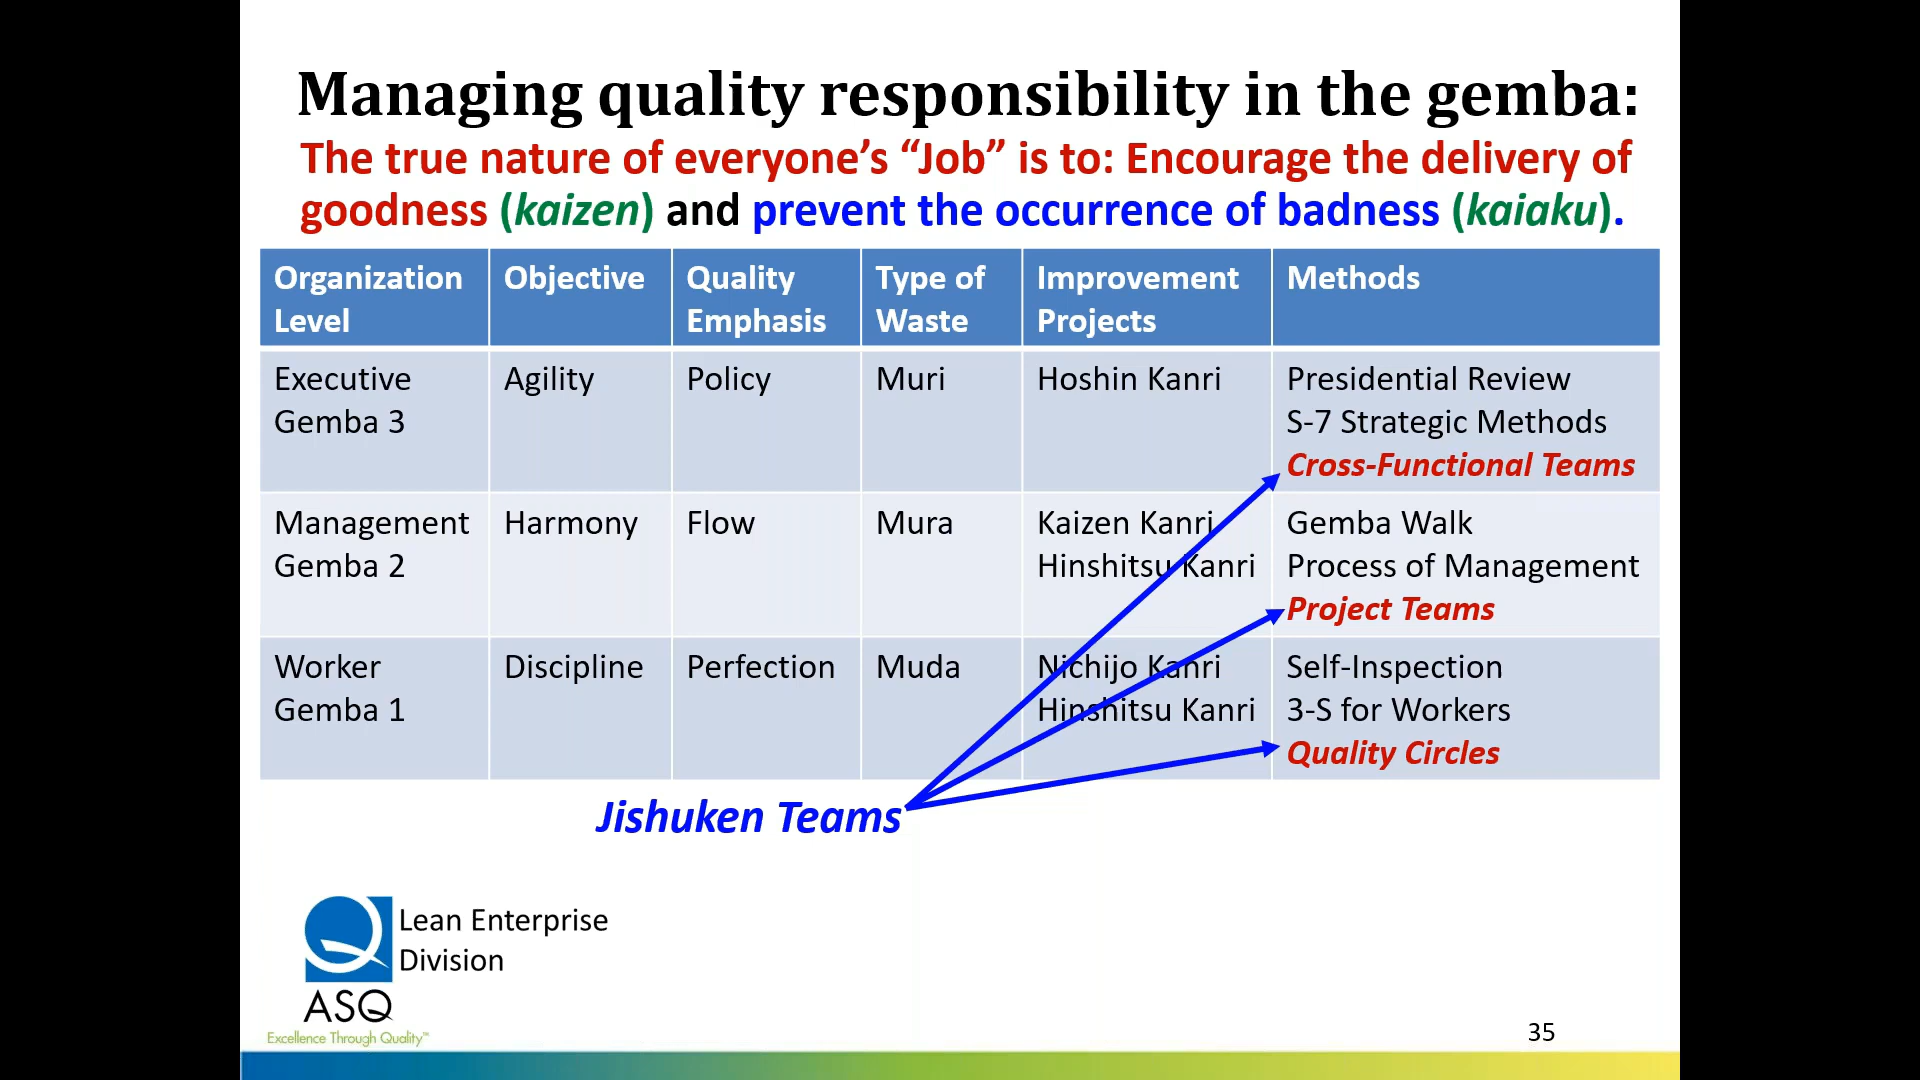 Managing quality responsibility in the gemba:
The true nature of everyone’s “Job” is to: Encourage the delivery of
goodness (kaizen) and prevent the occurrence of badness (kaiaku).
Organization Level
Objective
Quality Emphasis
Type of Waste
Improvement Projects
Methods
Executive
Gemba 3
Agility
Policy
Muri
Hoshin Kanri
Presidential Review
S-7 Strategic Methods
Cross-Functional Teams
Management
Gemba 2
Harmony
Flow
Mura
Kaizen Kanri
Hinshitsu Kanri
Gemba Walk
Process of Management
Project Teams
Worker
Gemba 1
Discipline
Perfection
Muda
Nichijo Kanri
Hinshitsu Kanri
Self-Inspection
3-S for Workers
Quality Circles
Jishuken Teams
Lean Enterprise
Division
ASQ
Excellence Through Quality™
35